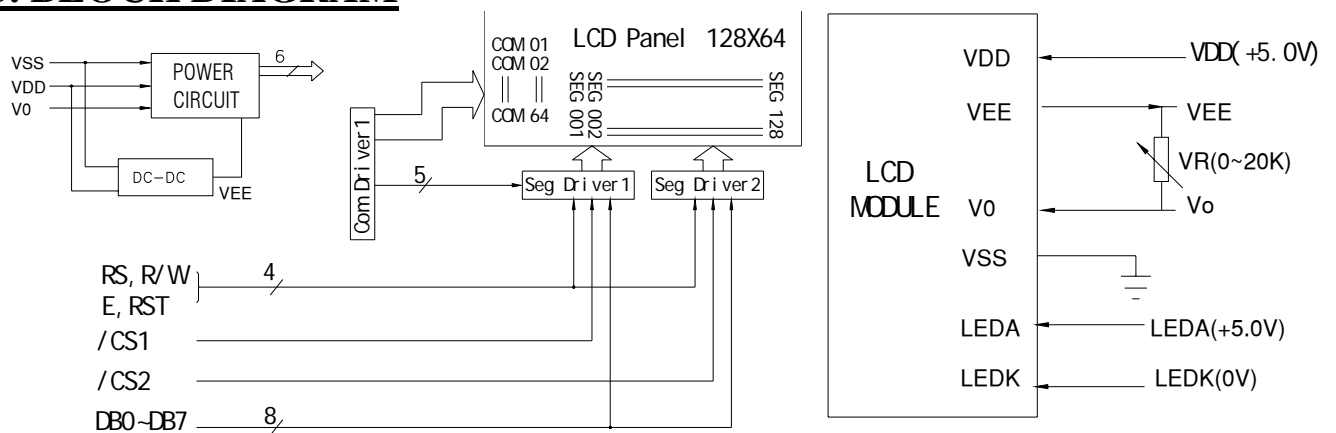 BLOCK DIAGRAM
VSS
VDD
V0
POWER
CIRCUIT
6
DC-DC
VEE
Com Driver1
COM 01
COM 02
COM 64
LCD Panel 128X64
SEG 001
SEG 002
SEG 128
5
Seg Driver1
Seg Driver2
RS, R/W
E, RST
4
/CS1
/CS2
DB0~DB7
8
LCD
MODULE
VDD
VDD(+5.0V)
VEE
VEE
VR(0~20K)
V0
Vo
VSS
LEDA
LEDA(+5.0V)
LEDK
LEDK(0V)